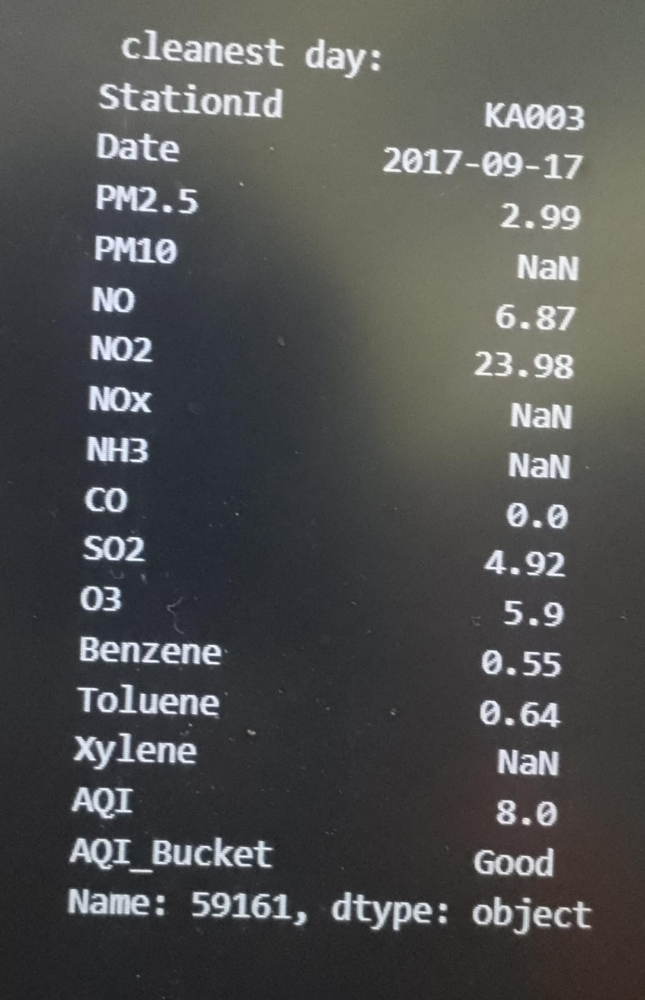 cleanest day:
StationId KA003
Date 2017-09-17
PM2.5 2.99
PM10 NaN
NO 6.87
NO2 23.98
NOx NaN
NH3 NaN
CO 0.0
SO2 4.92
O3 5.9
Benzene 0.55
Toluene 0.64
Xylene NaN
AQI 8.0
AQI_Bucket Good
Name: 59161, dtype: object